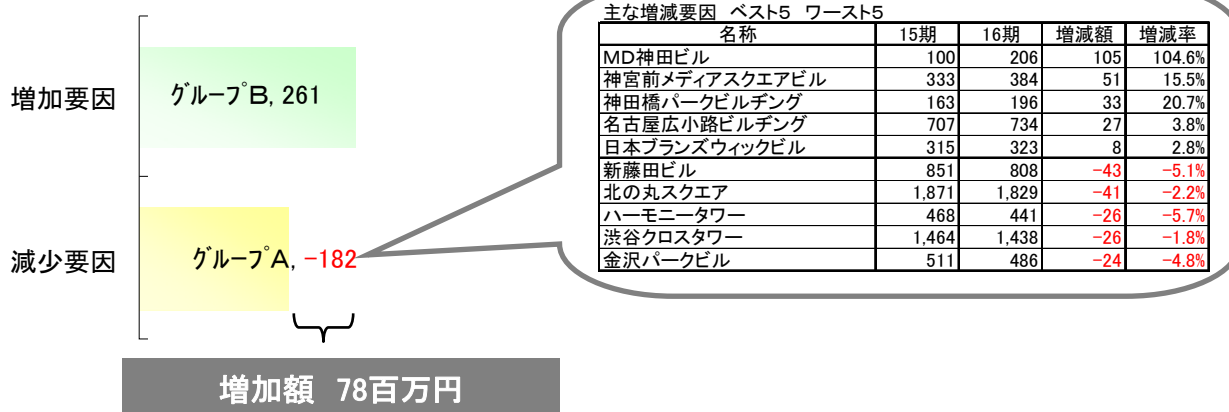 増加要因
グループB, 261
減少要因
グループA, -182
増加額 78百万円
主な増減要因 ベスト5 ワースト5
名称 15期 16期 増減額 増減率
MD神田ビル 100 206 105 104.6%
神宮前メディアスクエアビル 333 384 51 15.5%
神田橋パークビルヂング 163 196 33 20.7%
名古屋広小路ビルヂング 707 734 27 3.8%
日本ブランズウィックビル 315 323 8 2.8%
新藤田ビル 851 808 -43 -5.1%
北の丸スクエア 1,871 1,829 -41 -2.2%
ハーモニータワー 468 441 -26 -5.7%
渋谷クロスタワー 1,464 1,438 -26 -1.8%
金沢パークビル 511 486 -24 -4.8%